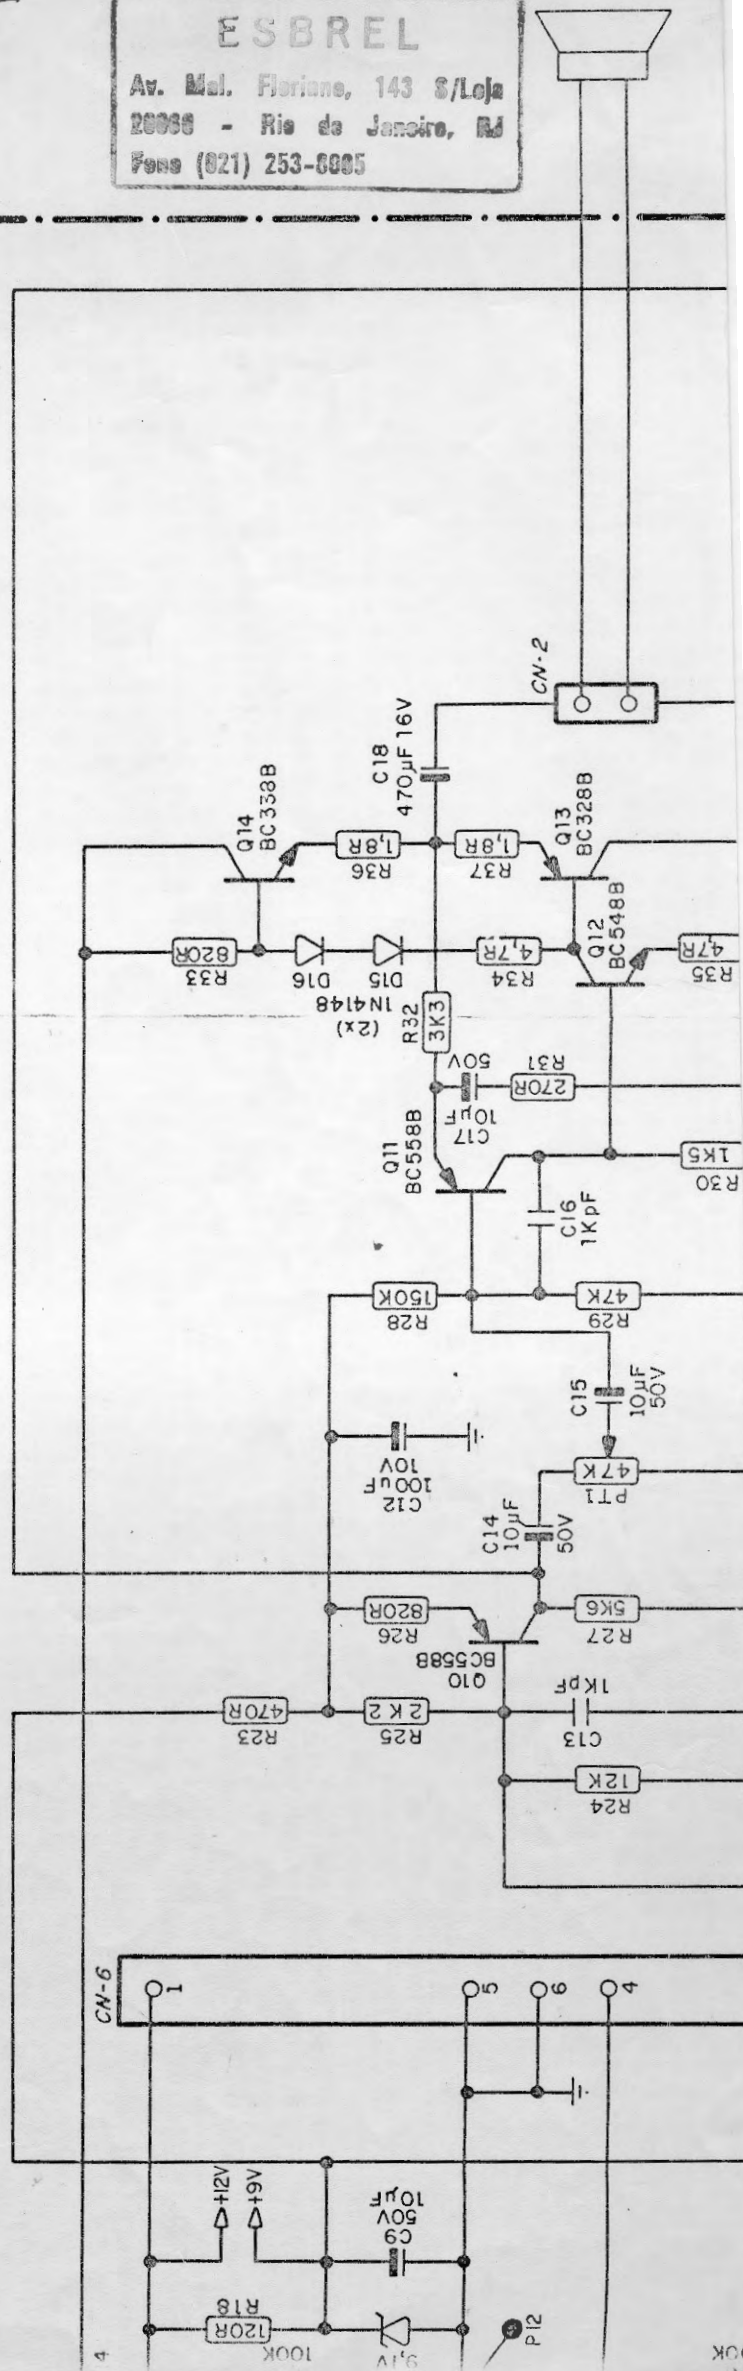 ESBREL
Av. Mal. Floriano, 143 S/Loja
- Rio de Janeiro, RJ
Fone (021)
CN-2
C18
470µF 16V
Q14
BC338B
1,8R
R36
1,8R
R37
Q13
BC328B
820R
R33
D16
D15
1N4148
(2x)
4,7R
R34
Q12
BC548B
47R
R35
R32
3K3
50V
10µF
C17
R31
270R
Q11
BC558B
1K5
R30
C16
1KpF
150K
R28
47K
R29
C15
10µF
50V
100uF
10V
C12
47K
PT1
C14
10µF
50V
820R
R26
5K6
R27
Q10
BC558B
470R
R23
2K2
R25
1KpF
C13
12K
R24
CN-6
1
5
6
4
+12V
+9V
10µF
50V
C9
R18
120R
100K
9,1V
P12
4